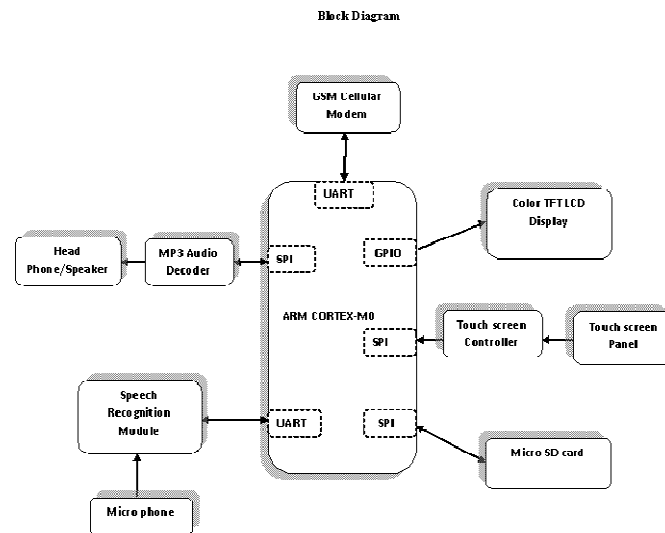 Block Diagram
GSM Cellular
Modem
UART
Color TFT LCD
Display
Head
Phone/Speaker
MP3 Audio
Decoder
SPI
GPIO
ARM CORTEX-M0
SPI
Touch screen
Controller
Touch screen
Panel
Speech
Recognition
Module
UART
SPI
Micro SD card
Micro phone